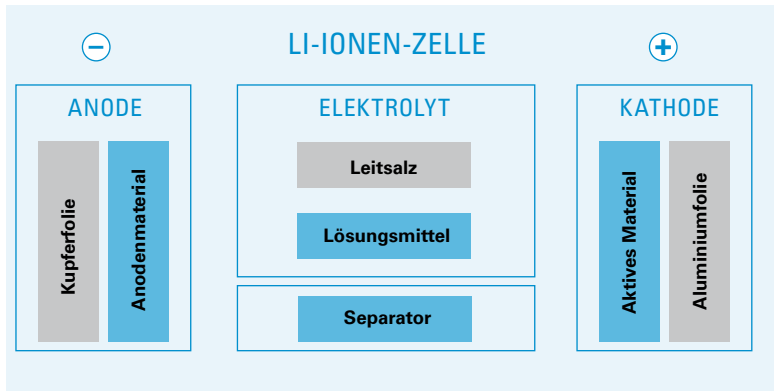 −
LI-IONEN-ZELLE
+
ANODE
Kupferfolie
Anodenmaterial
ELEKTROLYT
Leitsalz
Lösungsmittel
Separator
KATHODE
Aktives Material
Aluminiumfolie